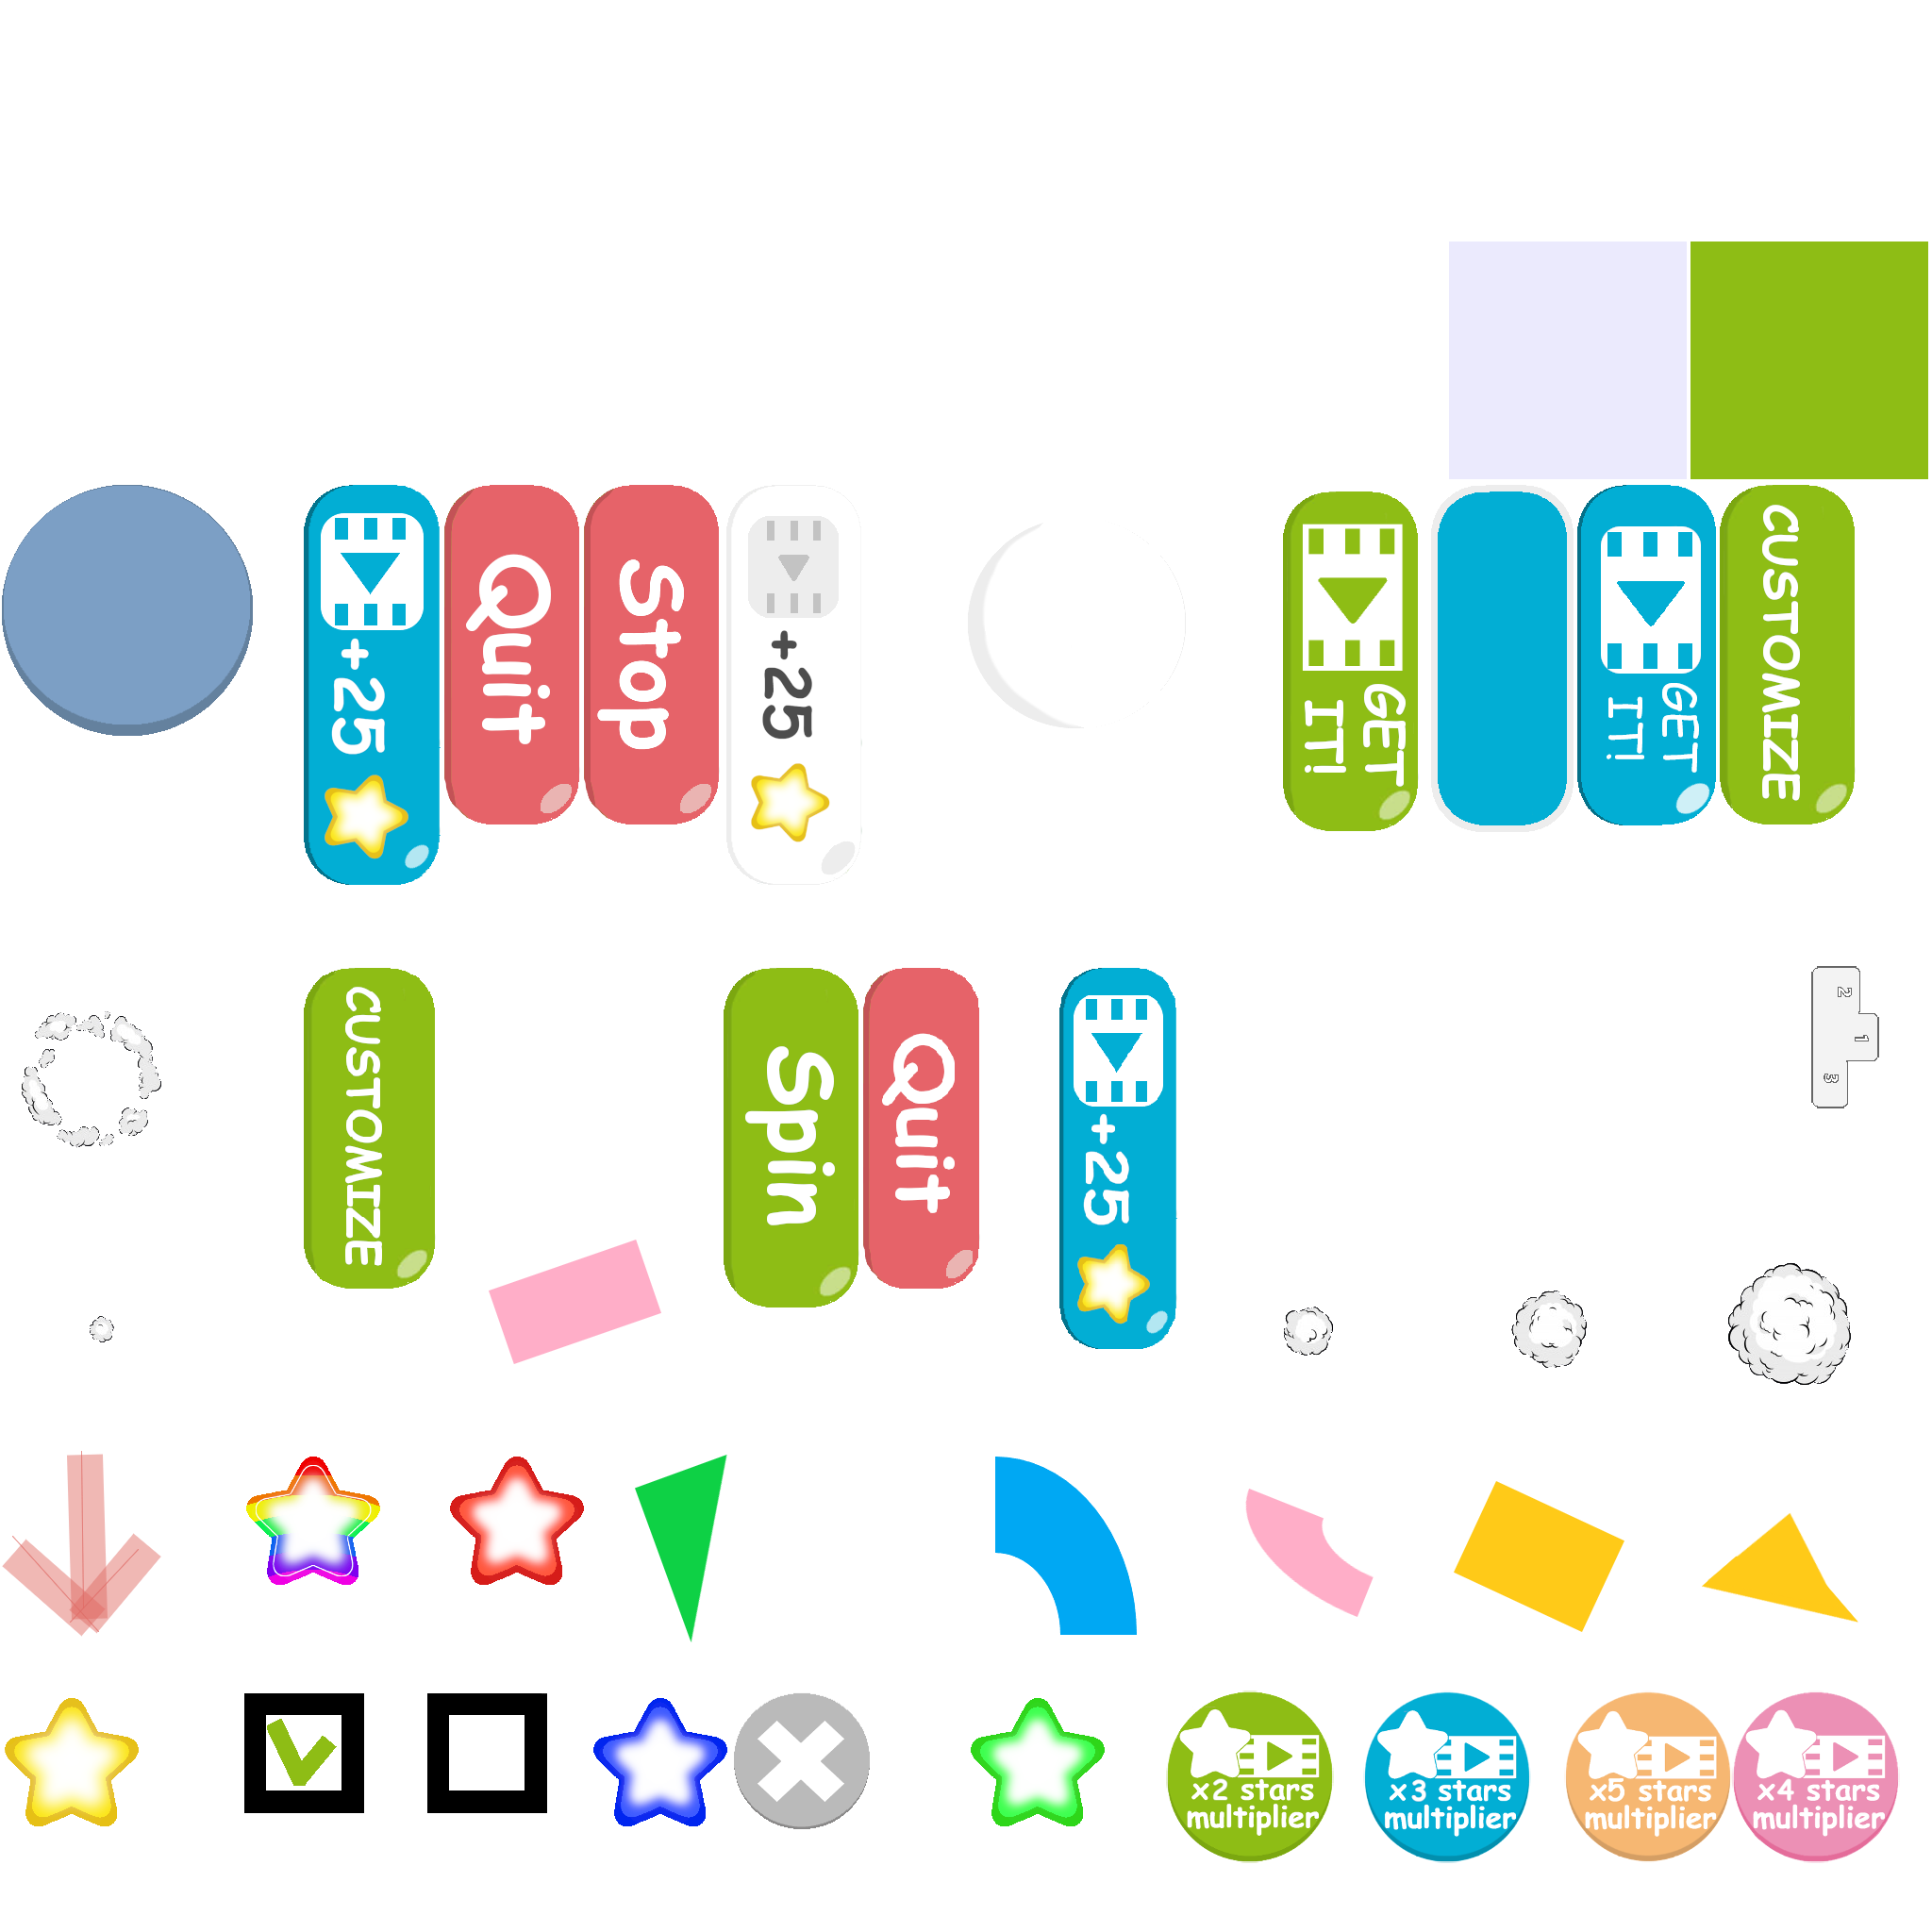 +25
Quit
Stop
+25
GET
IT!
GET
IT!
CUSTOMIZE
CUSTOMIZE
Spin
Quit
+25
2
1
3
x2 stars
multiplier
x3 stars
multiplier
x5 stars
multiplier
x4 stars
multiplier